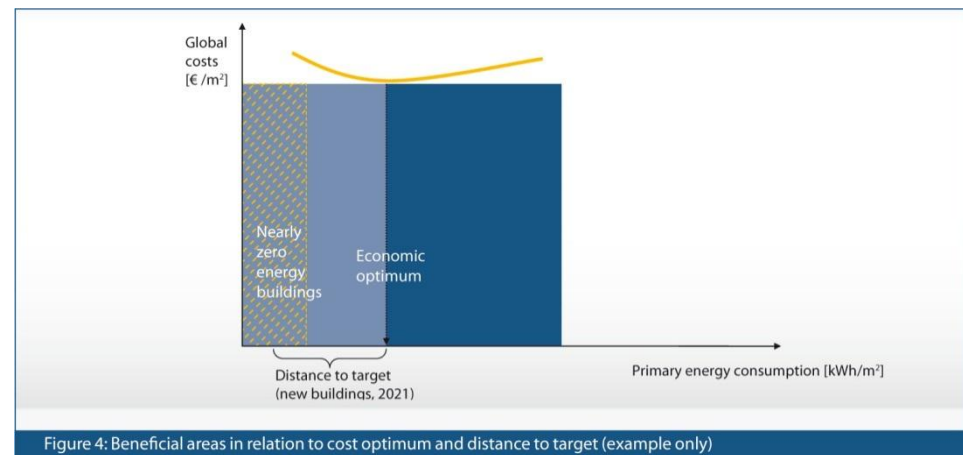 Global
costs
[€ /m²]
Nearly
zero
energy
buildings
Economic
optimum
Distance to target
(new buildings, 2021)
Primary energy consumption [kWh/m²]
Figure 4: Beneficial areas in relation to cost optimum and distance to target (example only)